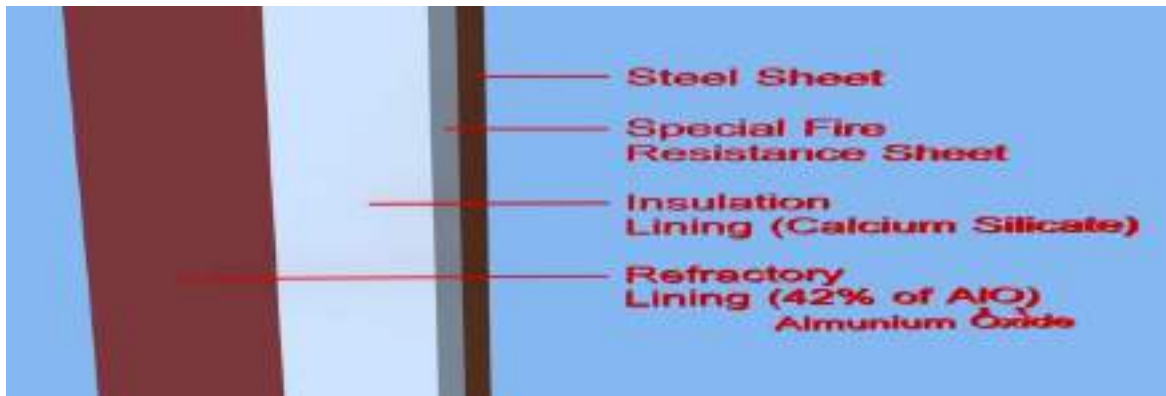 Steel Sheet
Special Fire
Resistance Sheet
Insulation
Lining (Calcium Silicate)
Refractory
Lining (42% of AlO)
Almunium Oxide